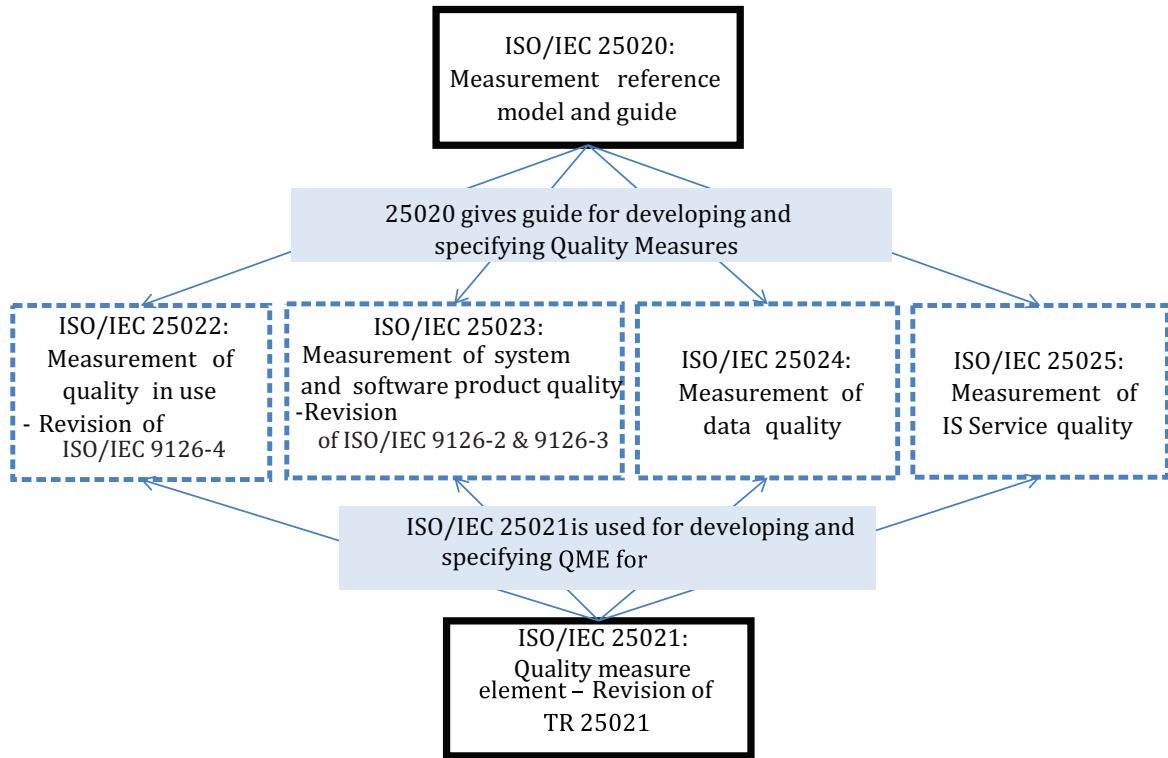 ISO/IEC 25020:
Measurement reference
model and guide
25020 gives guide for developing and
specifying Quality Measures
ISO/IEC 25022:
Measurement of
quality in use
- Revision of
ISO/IEC 9126-4
ISO/IEC 25023:
Measurement of system
and software product quality
-Revision
of ISO/IEC 9126-2 & 9126-3
ISO/IEC 25024:
Measurement of
data quality
ISO/IEC 25025:
Measurement of
IS Service quality
ISO/IEC 25021is used for developing and
specifying QME for
ISO/IEC 25021:
Quality measure
element – Revision of
TR 25021